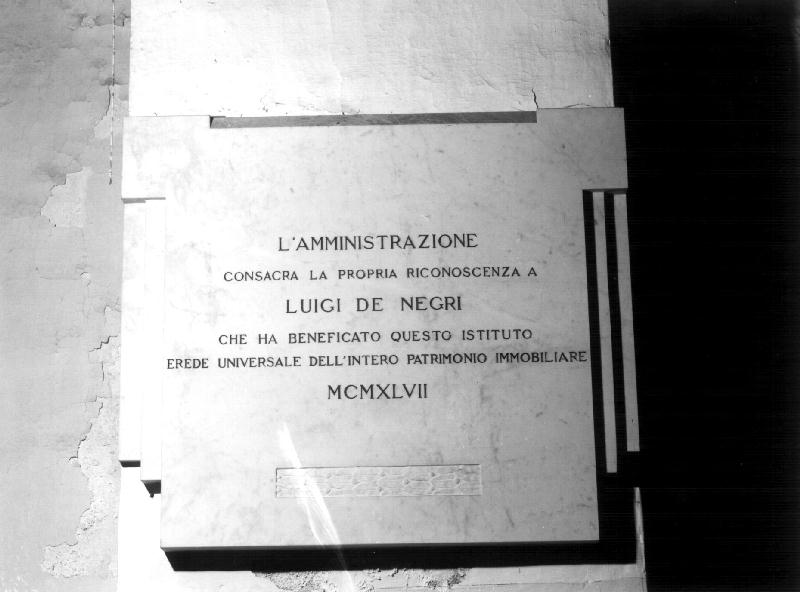 L'AMMINISTRAZIONE
CONSACRA LA PROPRIA RICONOSCENZA A
LUIGI DE NEGRI
CHE HA BENEFICATO QUESTO ISTITUTO
EREDE UNIVERSALE DELL'INTERO PATRIMONIO IMMOBILIARE
MCMXLVII